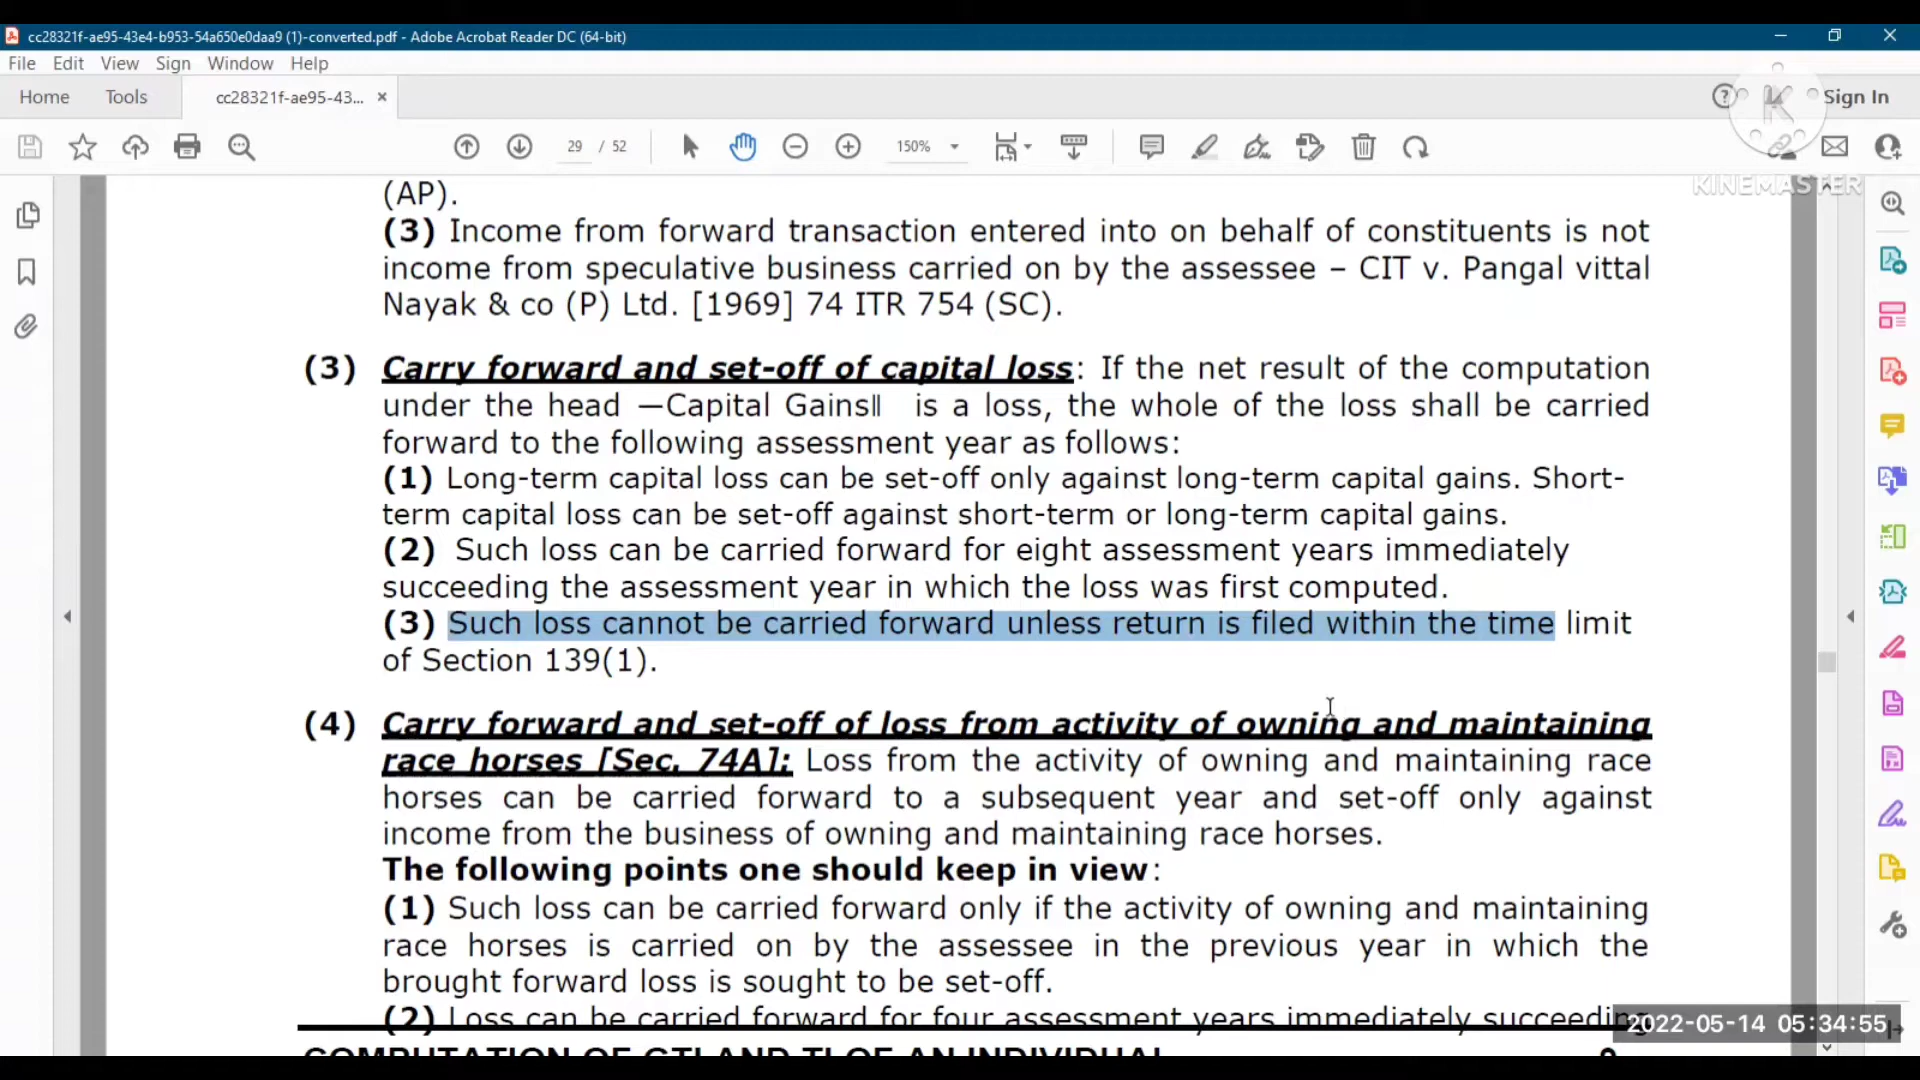 cc28321f-ae95-43e4-b953-54a650e0daa9 (1)-converted.pdf - Adobe Acrobat Reader DC (64-bit)
File Edit View Sign Window Help
Home Tools cc28321f-ae95-43... Sign In
29 / 52 150%
KINEMASTER
(AP).
(3) Income from forward transaction entered into on behalf of constituents is not
income from speculative business carried on by the assessee – CIT v. Pangal vittal
Nayak & co (P) Ltd. [1969] 74 ITR 754 (SC).
(3) Carry forward and set-off of capital loss: If the net result of the computation
under the head ―Capital Gains‖ is a loss, the whole of the loss shall be carried
forward to the following assessment year as follows:
(1) Long-term capital loss can be set-off only against long-term capital gains. Short-
term capital loss can be set-off against short-term or long-term capital gains.
(2) Such loss can be carried forward for eight assessment years immediately
succeeding the assessment year in which the loss was first computed.
(3) Such loss cannot be carried forward unless return is filed within the time limit
of Section 139(1).
(4) Carry forward and set-off of loss from activity of owning and maintaining
race horses [Sec. 74A]: Loss from the activity of owning and maintaining race
horses can be carried forward to a subsequent year and set-off only against
income from the business of owning and maintaining race horses.
The following points one should keep in view:
(1) Such loss can be carried forward only if the activity of owning and maintaining
race horses is carried on by the assessee in the previous year in which the
brought forward loss is sought to be set-off.
(2) Loss can be carried forward for four assessment years immediately succeeding
2022-05-14 05:34:55
COMPUTATION OF GTI AND TI OF AN INDIVIDUAL 9